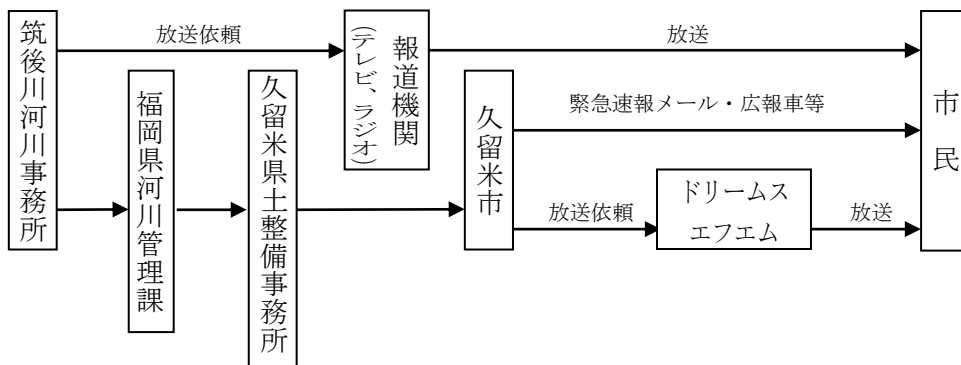 筑後川河川事務所
放送依頼
報道機関
(テレビ、ラジオ)
放送
市民
福岡県河川管理課
久留米県土整備事務所
久留米市
緊急速報メール・広報車等
放送依頼
ドリームス
エフエム
放送